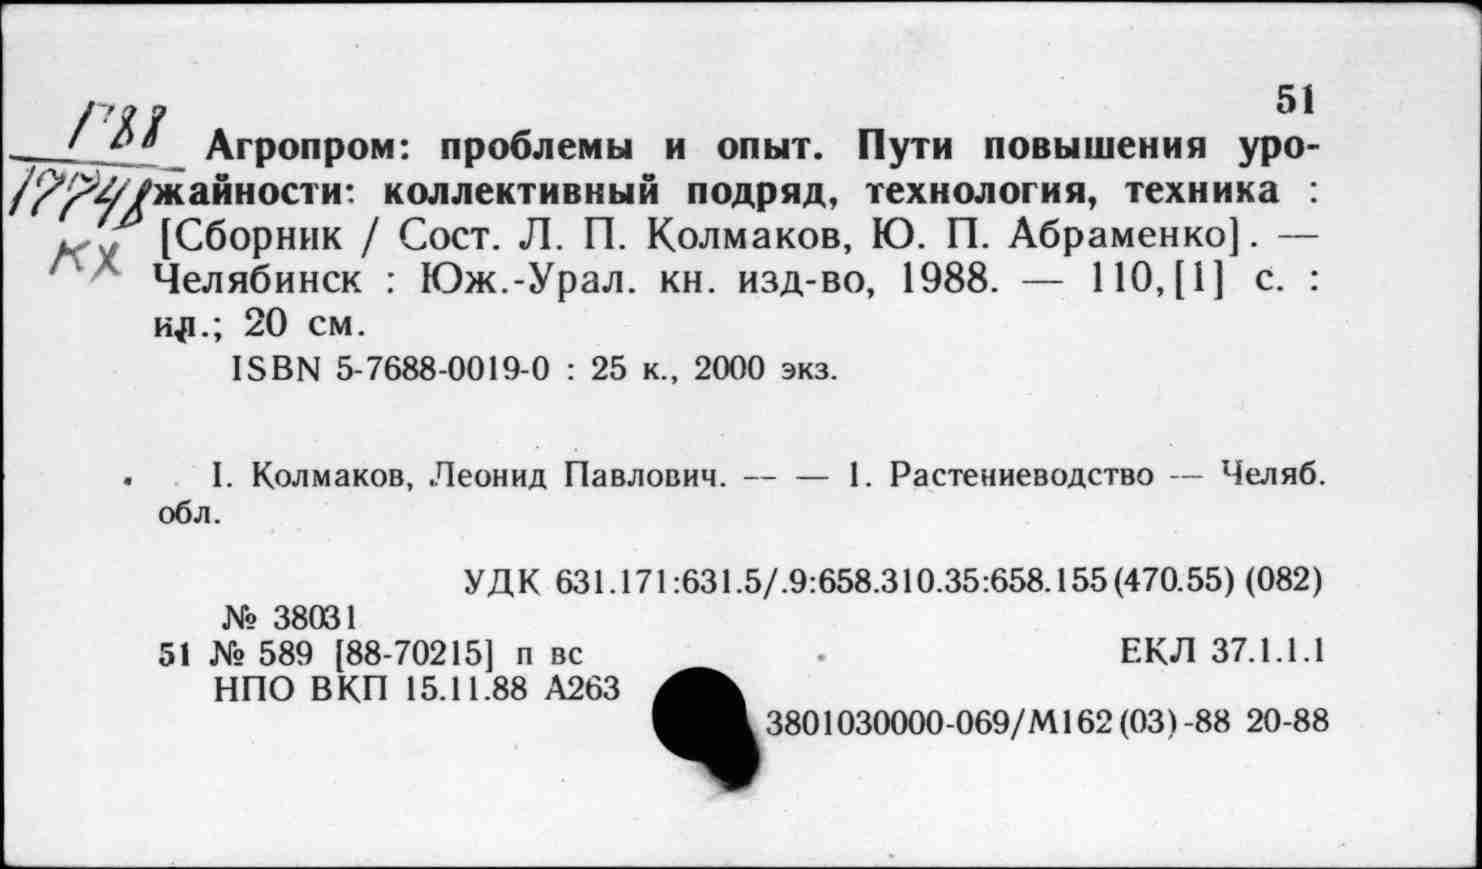 51
Г88 Агропром: проблемы и опыт. Пути повышения уро-
жайности: коллективный подряд, технология, техника :
[Сборник / Сост. Л. П. Колмаков, Ю. П. Абраменко]. —
КХ Челябинск : Юж.-Урал. кн. изд-во, 1988. — 110,[1] с. :
ил.; 20 см.
ISBN 5-7688-0019-0 : 25 к., 2000 экз.
I. Колмаков, Леонид Павлович. — — 1. Растениеводство — Челяб.
обл.
УДК 631.171:631.5/.9:658.310.35:658.155(470.55) (082)
№ 38031
51 № 589 [88-70215] п вс ЕКЛ 37.1.1.1
НПО ВКП 15.11.88 А263
3801030000-069/М162(03)-88 20-88